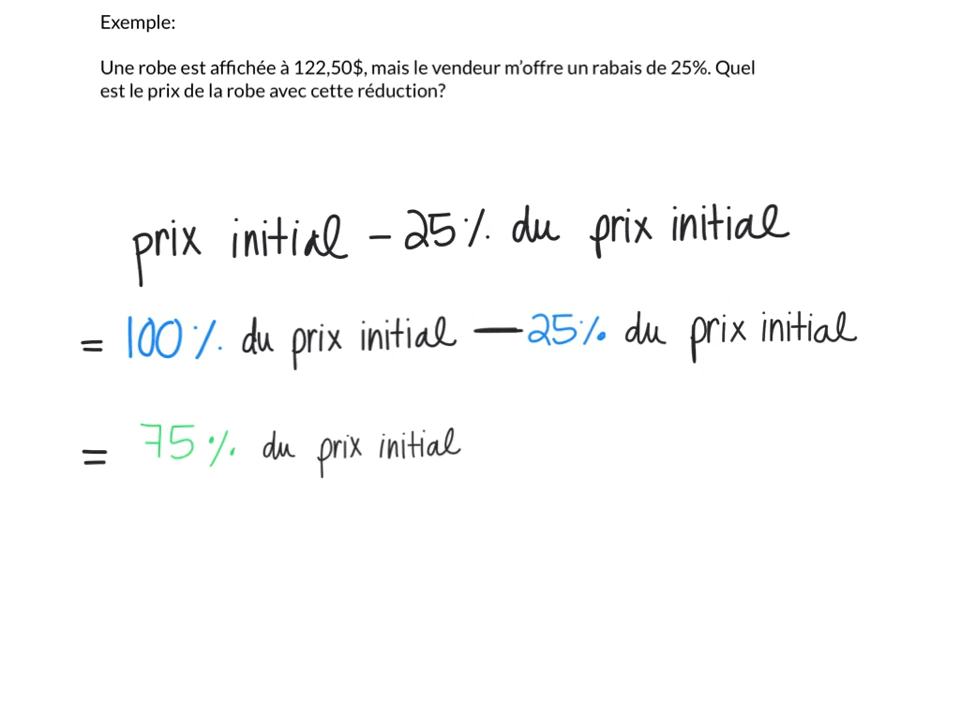 Exemple:
Une robe est affichée à 122,50$, mais le vendeur m'offre un rabais de 25%. Quel
est le prix de la robe avec cette réduction?
prix initial - 25% du prix initial
= 100% du prix initial - 25% du prix initial
= 75% du prix initial